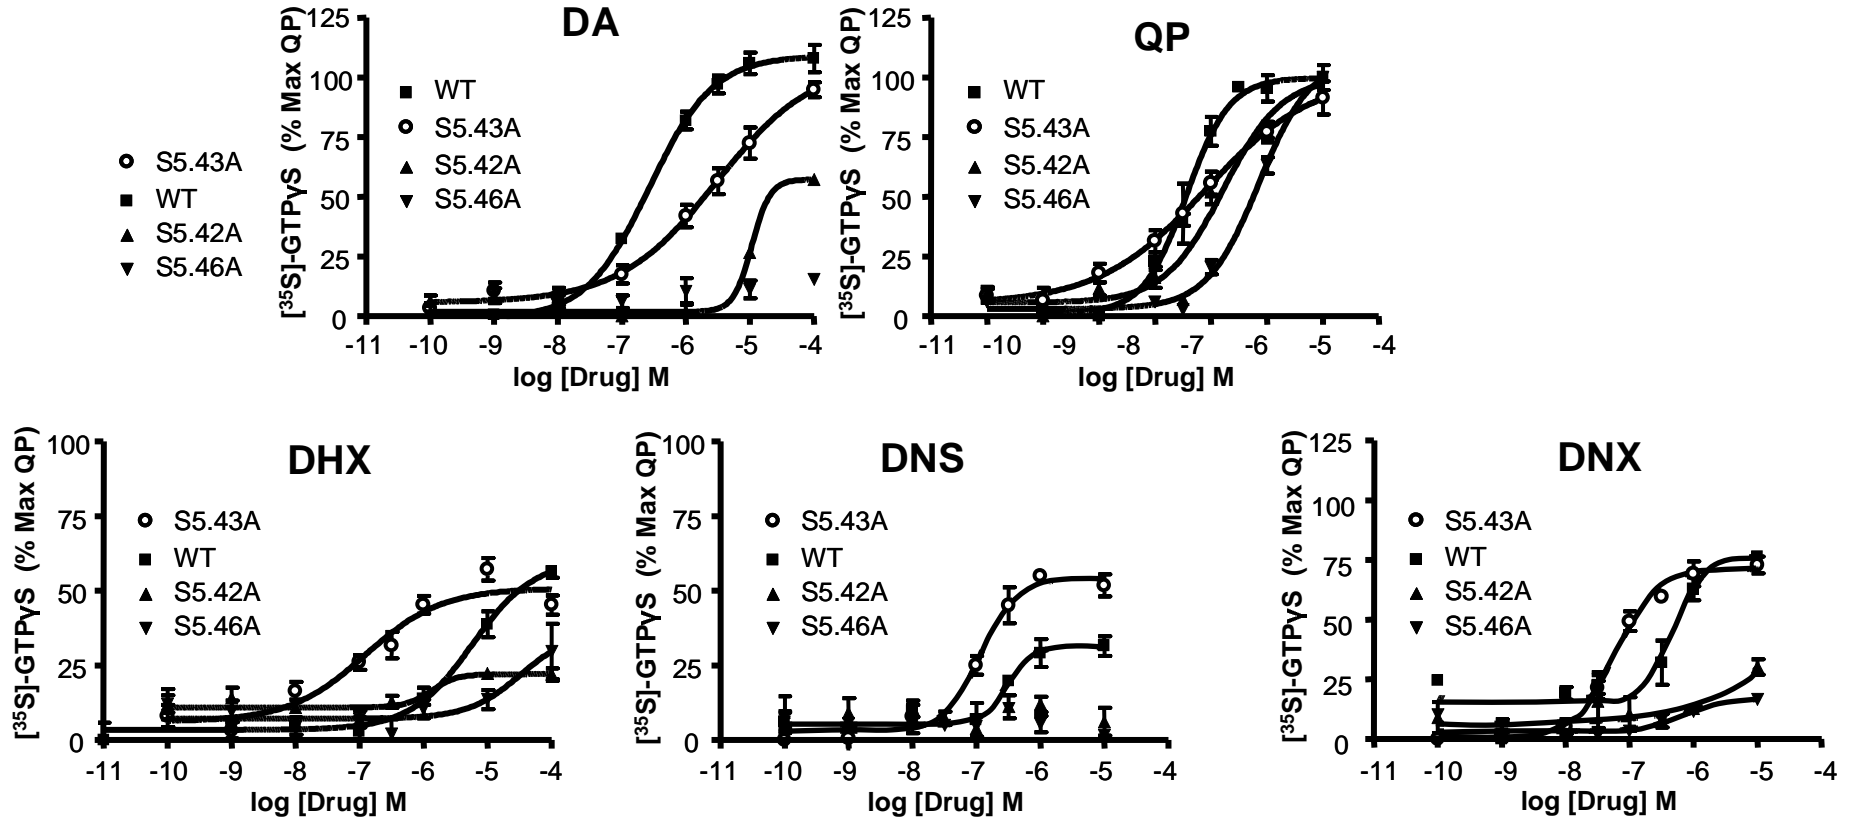 S5.43A
WT
S5.42A
S5.46A
DA
[35S]-GTPγS (% Max QP)
125
100
75
50
25
0
WT
S5.43A
S5.42A
S5.46A
-11 -10 -9 -8 -7 -6 -5 -4
log [Drug] M
QP
[35S]-GTPγS (% Max QP)
125
100
75
50
25
0
WT
S5.43A
S5.42A
S5.46A
-11 -10 -9 -8 -7 -6 -5 -4
log [Drug] M
DHX
[35S]-GTPγS (% Max QP)
100
75
50
25
0
S5.43A
WT
S5.42A
S5.46A
-11 -10 -9 -8 -7 -6 -5 -4
log [Drug] M
DNS
[35S]-GTPγS (% Max QP)
100
75
50
25
0
S5.43A
WT
S5.42A
S5.46A
-11 -10 -9 -8 -7 -6 -5 -4
log [Drug] M
DNX
[35S]-GTPγS (% Max QP)
125
100
75
50
25
0
S5.43A
WT
S5.42A
S5.46A
-11 -10 -9 -8 -7 -6 -5 -4
log [Drug] M